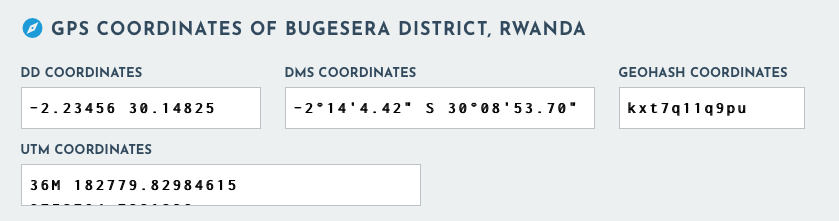 GPS COORDINATES OF BUGESERA DISTRICT, RWANDA
DD COORDINATES
DMS COORDINATES
GEOHASH COORDINATES
-2.23456 30.14825
-2°14'4.42" S 30°08'53.70"
kxt7q11q9pu
UTM COORDINATES
36M 182779.82984615